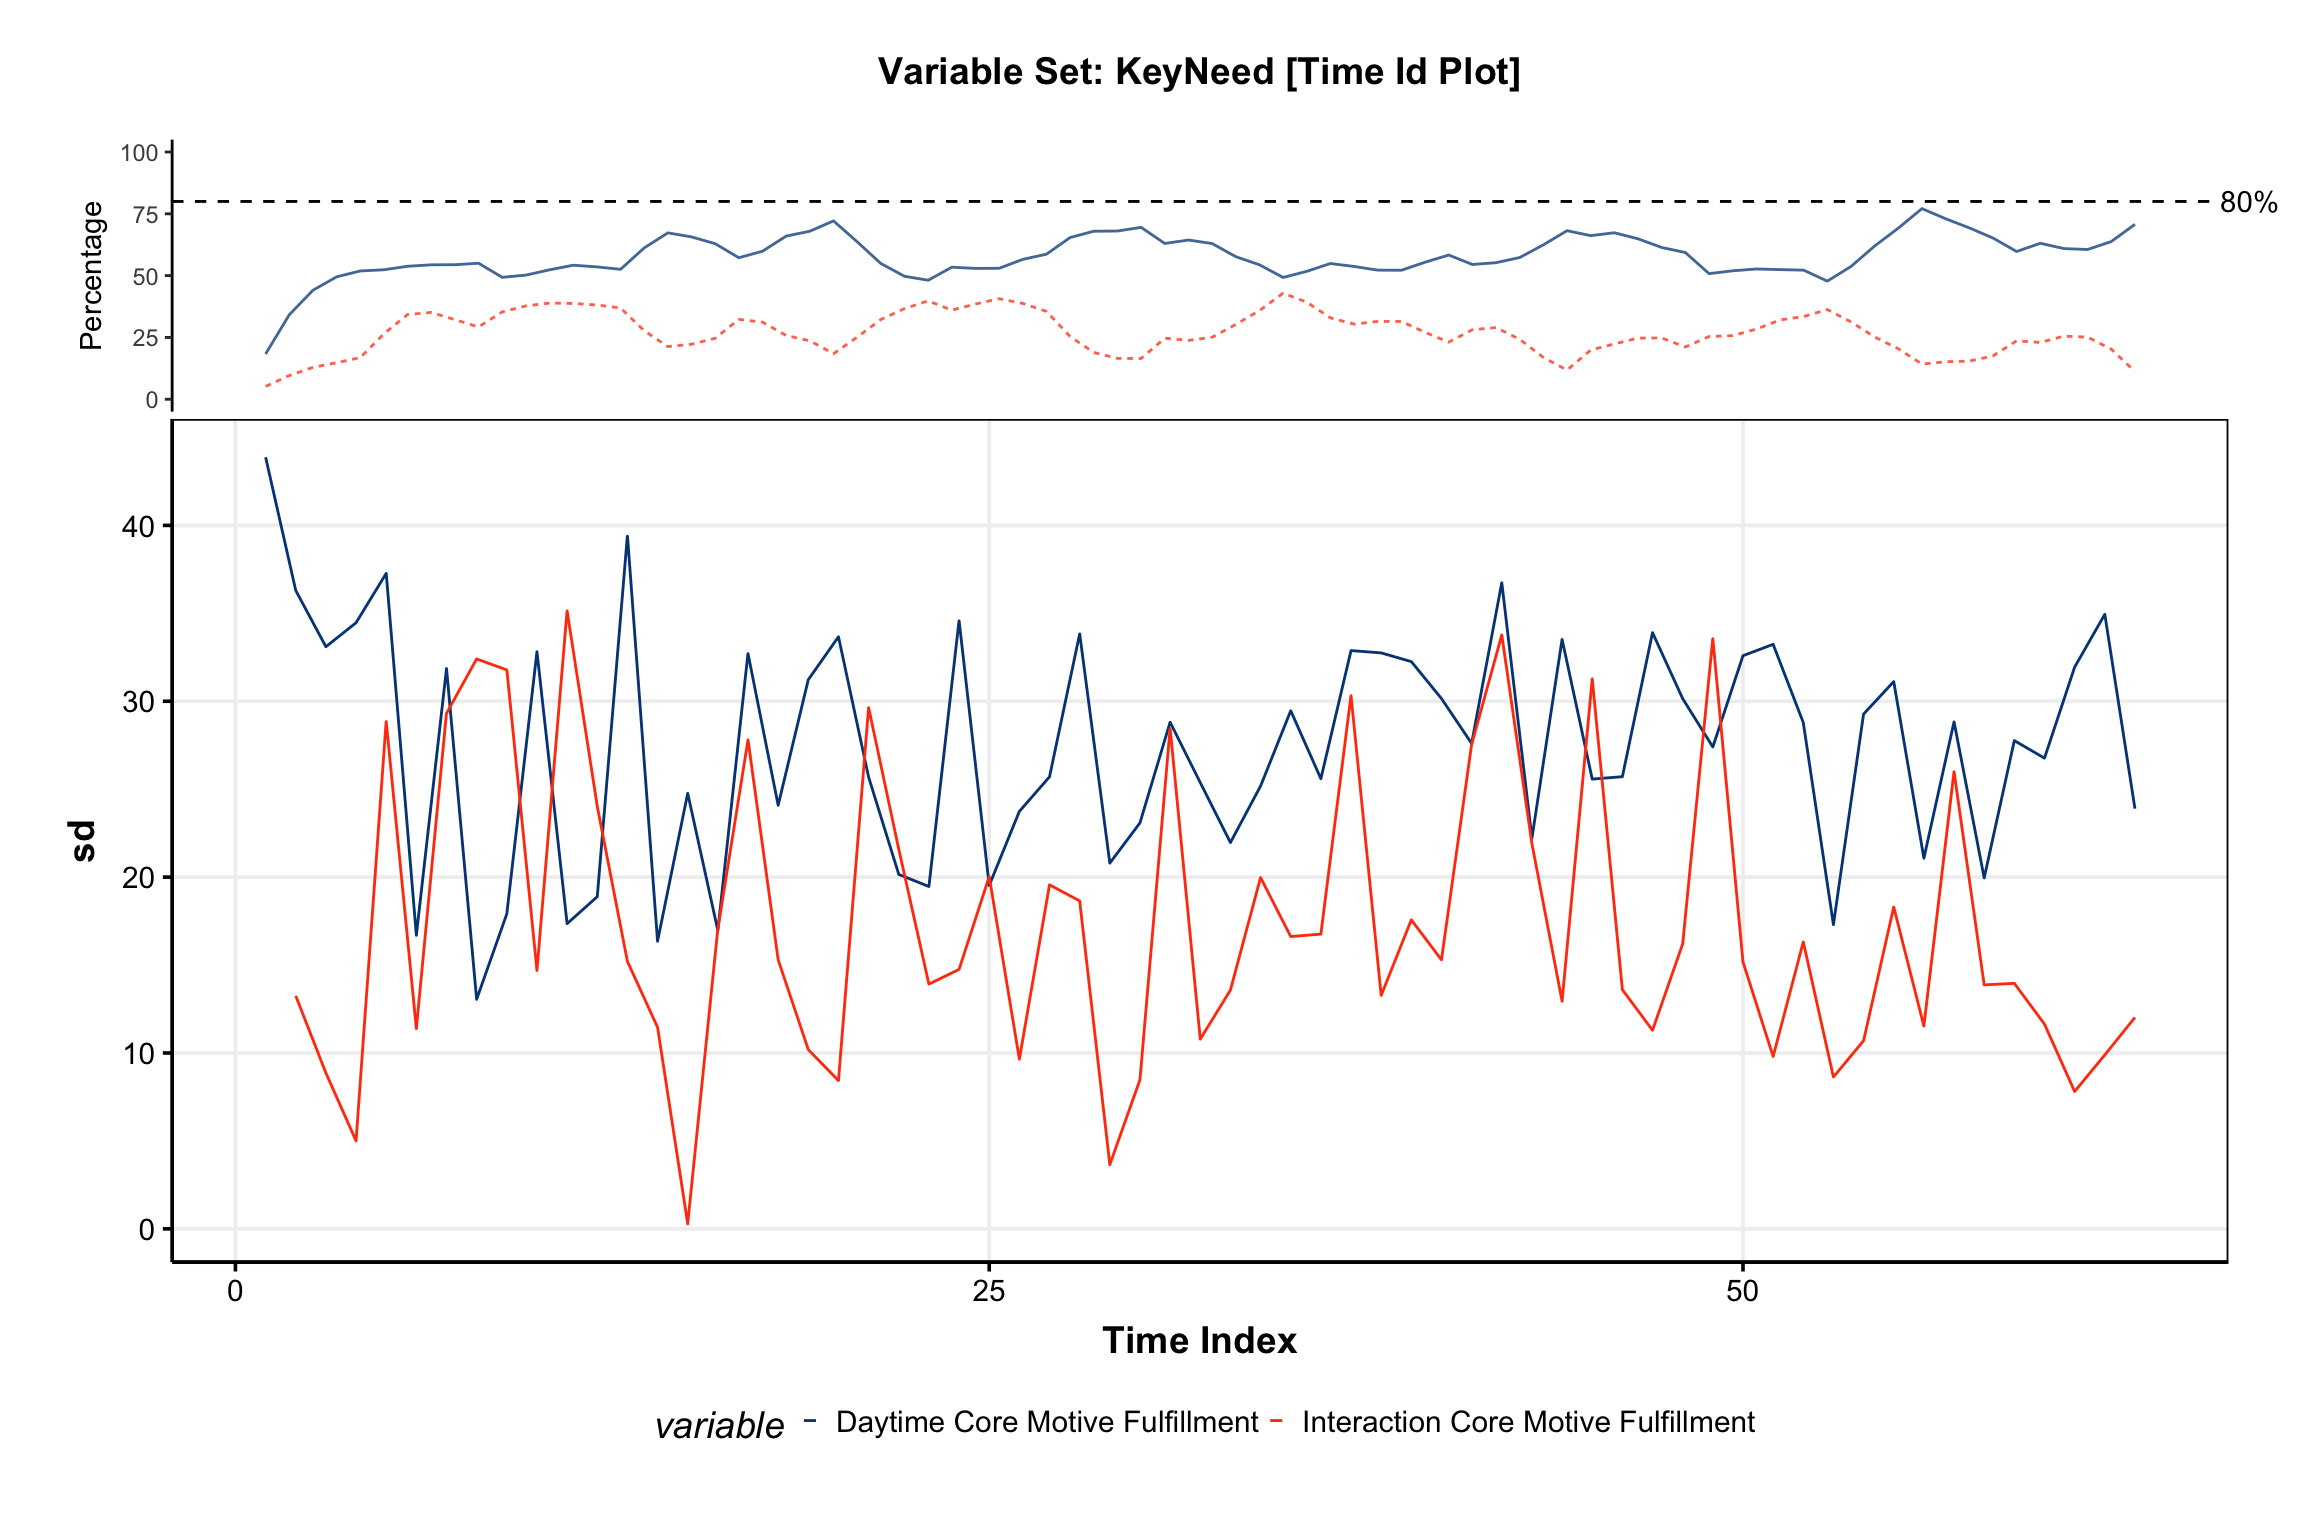 Variable Set: KeyNeed [Time Id Plot]
100
75
50
25
0
Percentage
80%
40
30
20
10
0
sd
0 25 50
Time Index
variable Daytime Core Motive Fulfillment Interaction Core Motive Fulfillment